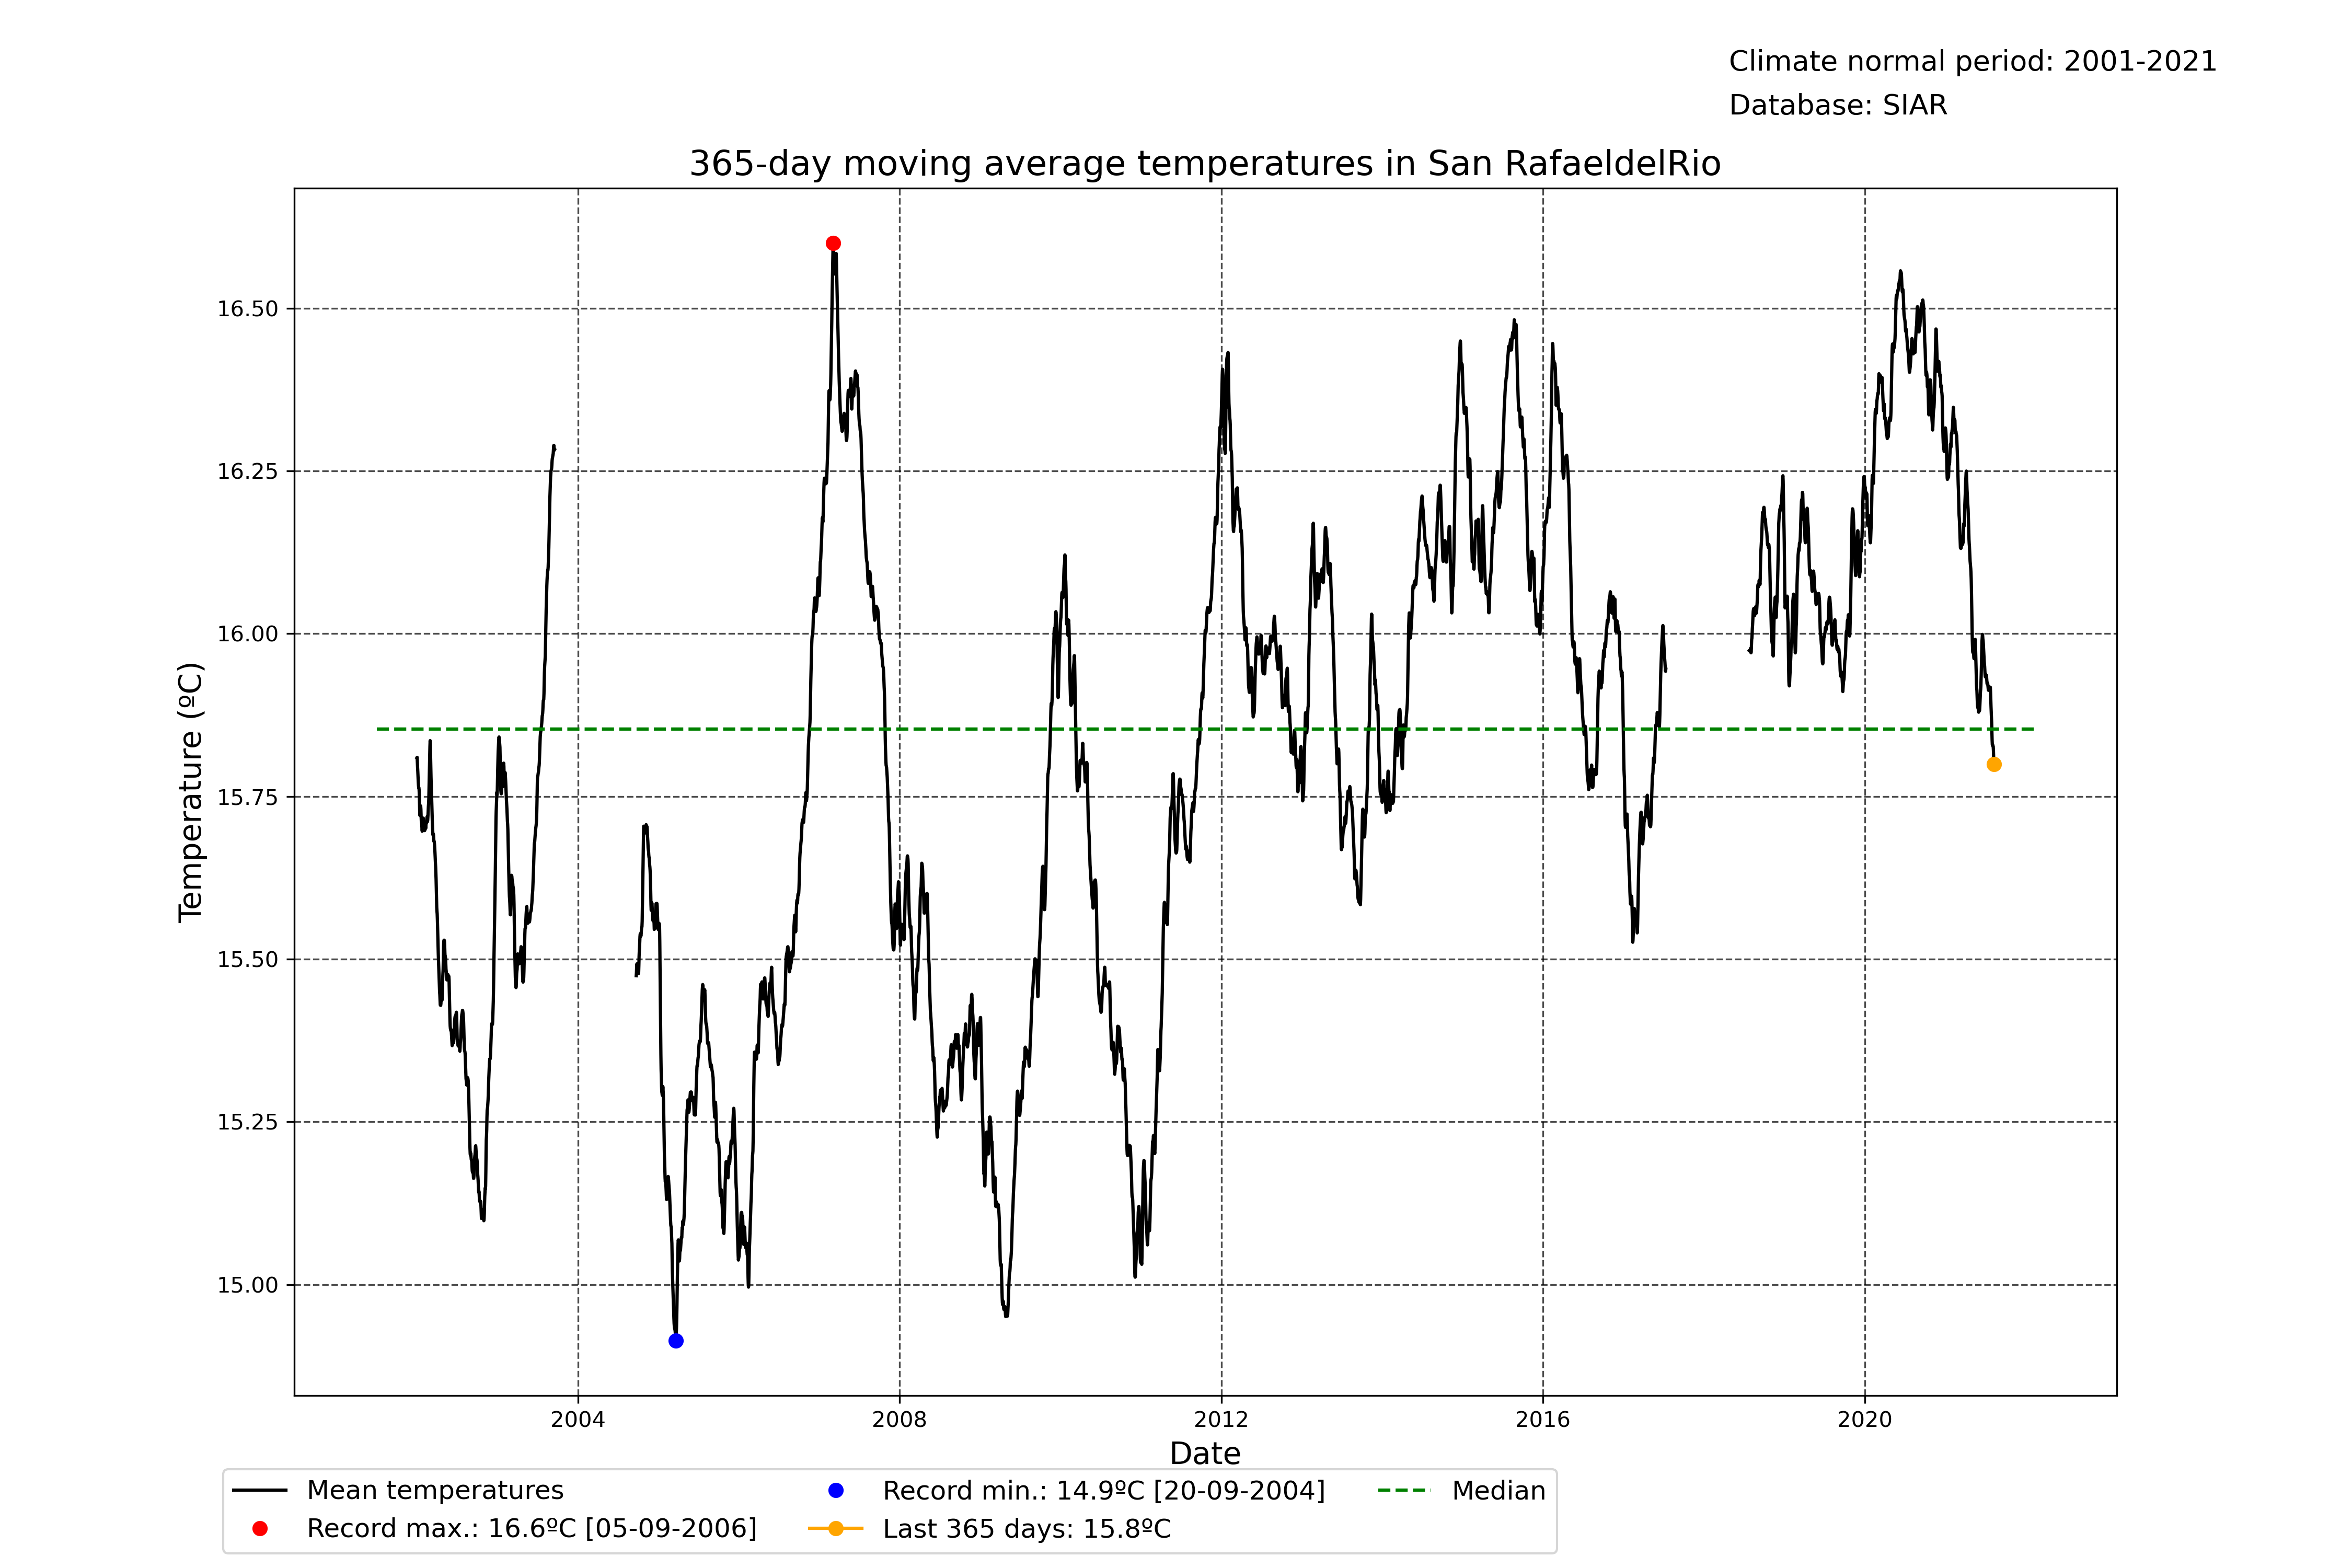 Climate normal period: 2001-2021
Database: SIAR
365-day moving average temperatures in San RafaeldelRio
Temperature (ºC)
16.50
16.25
16.00
15.75
15.50
15.25
15.00
2004 2008 2012 2016 2020
Date
Mean temperatures
Record max.: 16.6ºC [05-09-2006]
Record min.: 14.9ºC [20-09-2004]
Last 365 days: 15.8ºC
Median